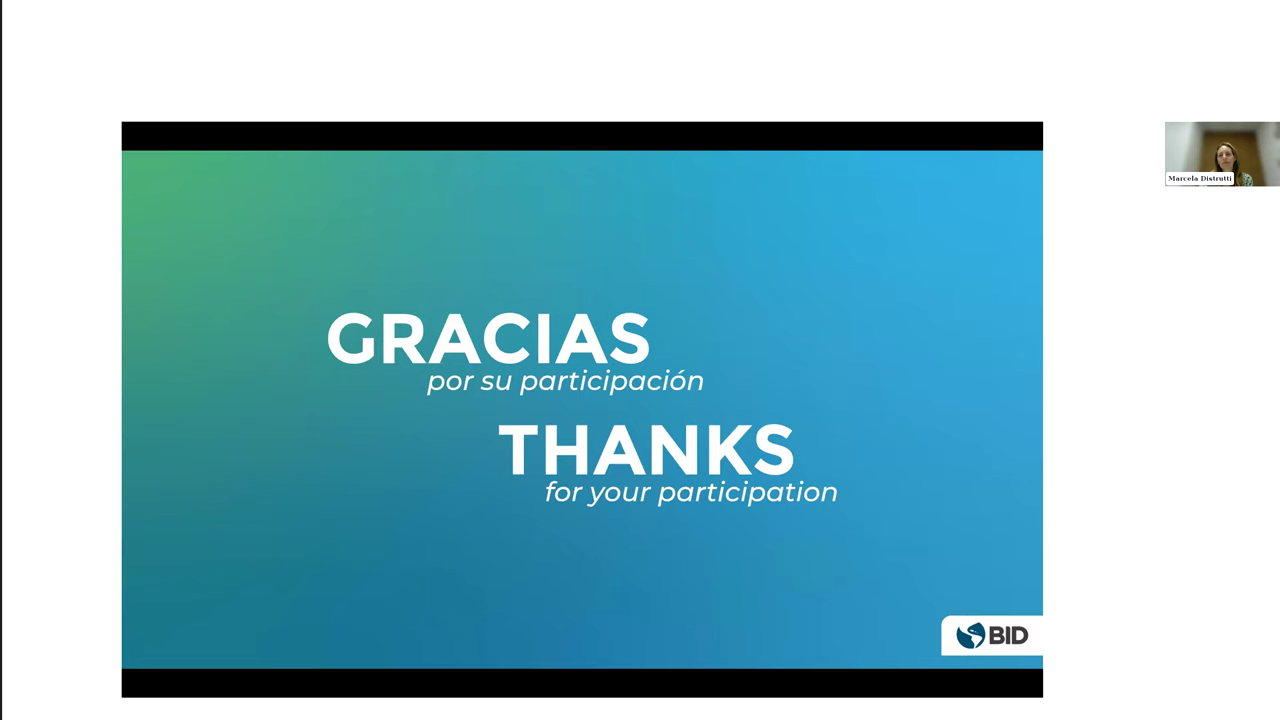 GRACIAS
por su participación
THANKS
for your participation
BID
Marcela Distrutti